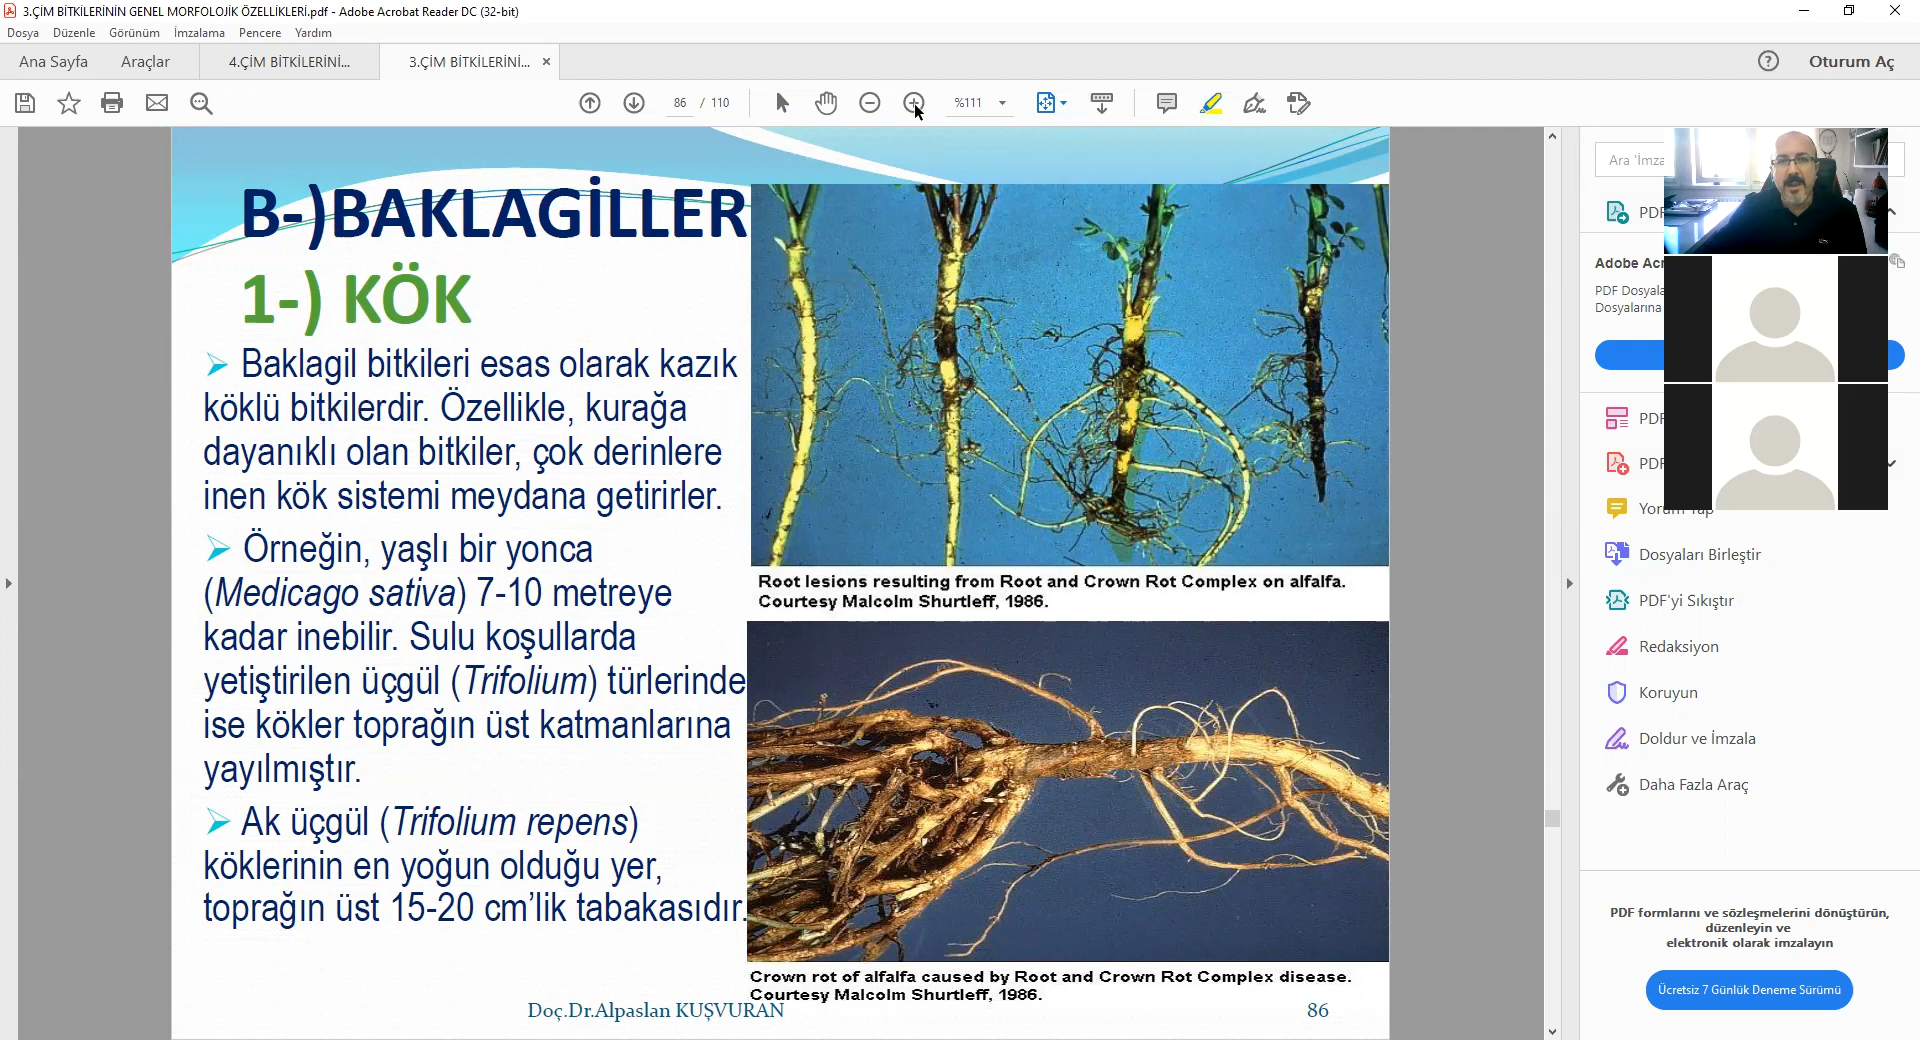 3.ÇİM BİTKİLERİNİN GENEL MORFOLOJİK ÖZELLİKLERİ.pdf - Adobe Acrobat Reader DC (32-bit)
Dosya Düzenle Görünüm İmzalama Pencere Yardım
Ana Sayfa Araçlar 4.ÇİM BİTKİLERİNİ... 3.ÇİM BİTKİLERİNİ... × Oturum Aç
86 / 110 %111
B-)BAKLAGİLLER
1-) KÖK
Baklagil bitkileri esas olarak kazık
köklü bitkilerdir. Özellikle, kurağa
dayanıklı olan bitkiler, çok derinlere
inen kök sistemi meydana getirirler.
Örneğin, yaşlı bir yonca
(Medicago sativa) 7-10 metreye
kadar inebilir. Sulu koşullarda
yetiştirilen üçgül (Trifolium) türlerinde
ise kökler toprağın üst katmanlarına
yayılmıştır.
Ak üçgül (Trifolium repens)
köklerinin en yoğun olduğu yer,
toprağın üst 15-20 cm’lik tabakasıdır.
Root lesions resulting from Root and Crown Rot Complex on alfalfa.
Courtesy Malcolm Shurtleff, 1986.
Crown rot of alfalfa caused by Root and Crown Rot Complex disease.
Courtesy Malcolm Shurtleff, 1986.
Doç.Dr.Alpaslan KUŞVURAN
86
Ara 'İmza
PDF
Adobe Acr
PDF Dosyala
Dosyalarına
PDF
PDF
Yorum Yap
Dosyaları Birleştir
PDF'yi Sıkıştır
Redaksiyon
Koruyun
Doldur ve İmzala
Daha Fazla Araç
PDF formlarını ve sözleşmelerini dönüştürün,
düzenleyin ve
elektronik olarak imzalayın
Ücretsiz 7 Günlük Deneme Sürümü